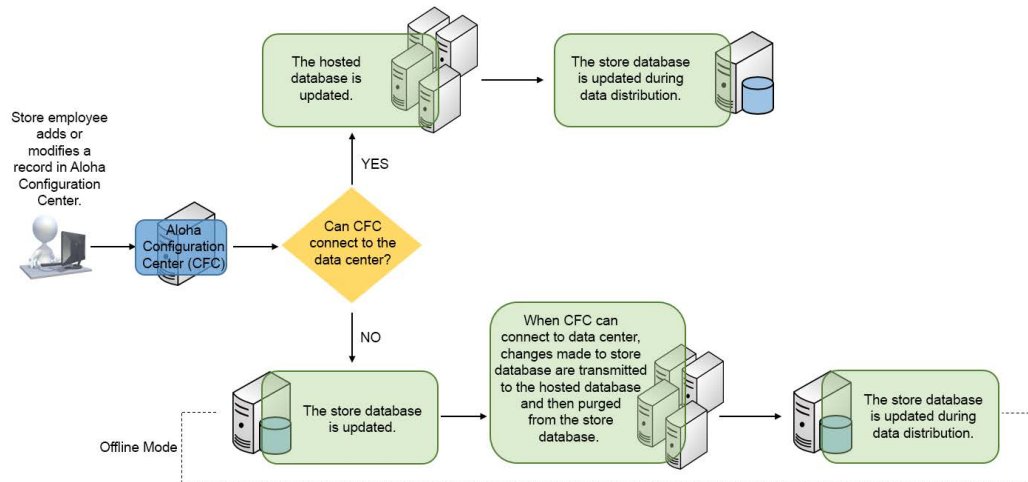 Store employee
adds or
modifies a
record in Aloha
Configuration
Center.
Aloha
Configuration
Center (CFC)
Can CFC
connect to the
data center?
YES
The hosted
database is
updated.
The store database
is updated during
data distribution.
NO
Offline Mode
The store database
is updated.
When CFC can
connect to data center,
changes made to store
database are transmitted
to the hosted database
and then purged
from the store
database.
The store database
is updated during
data distribution.